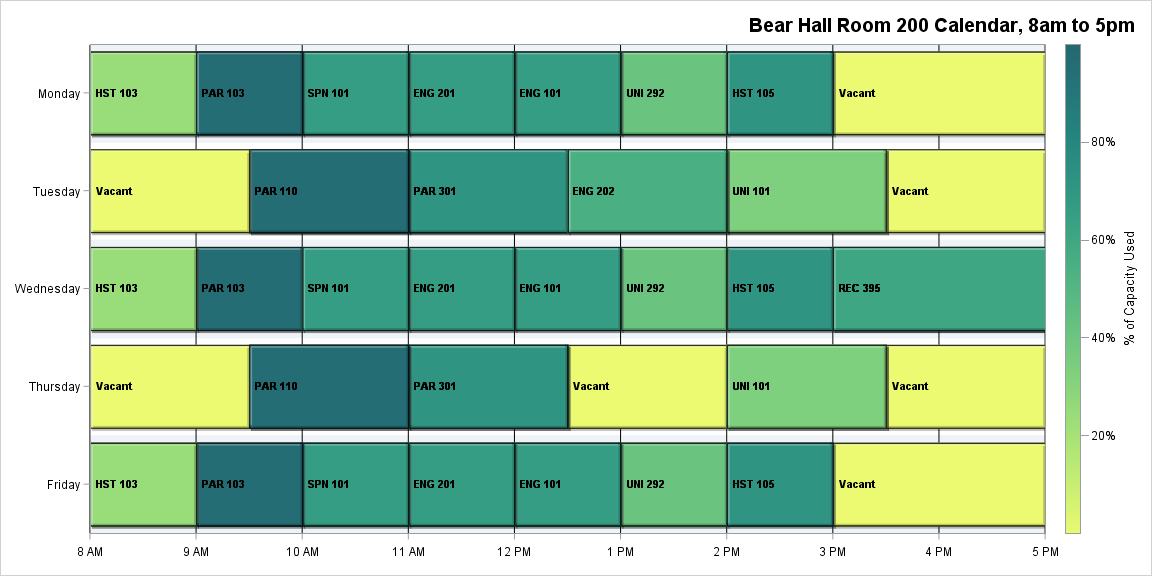 Bear Hall Room 200 Calendar, 8am to 5pm
Monday
HST 103
PAR 103
SPN 101
ENG 201
ENG 101
UNI 292
HST 105
Vacant
Tuesday
Vacant
PAR 110
PAR 301
ENG 202
UNI 101
Vacant
Wednesday
HST 103
PAR 103
SPN 101
ENG 201
ENG 101
UNI 292
HST 105
REC 395
Thursday
Vacant
PAR 110
PAR 301
Vacant
UNI 101
Vacant
Friday
HST 103
PAR 103
SPN 101
ENG 201
ENG 101
UNI 292
HST 105
Vacant
8 AM
9 AM
10 AM
11 AM
12 PM
1 PM
2 PM
3 PM
4 PM
5 PM
80%
60%
40%
20%
% of Capacity Used